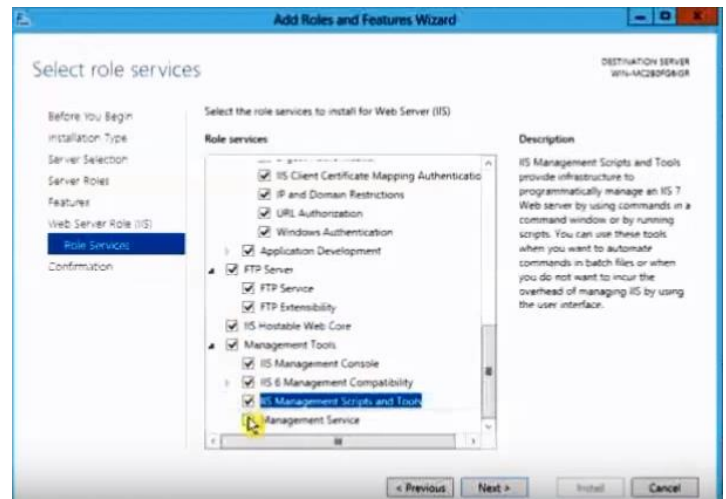 Add Roles and Features Wizard
Select role services
DESTINATION SERVER
Before You Begin
Installation Type
Server Selection
Server Roles
Features
Web Server Role (IIS)
Role Services
Confirmation
Select the role services to install for Web Server (IIS)
Role services
IIS Client Certificate Mapping Authenticatio
IP and Domain Restrictions
URL Authorization
Windows Authentication
Application Development
FTP Server
FTP Service
FTP Extensibility
IIS Hostable Web Core
Management Tools
IIS Management Console
IIS 6 Management Compatibility
IIS Management Scripts and Tools
Management Service
Description
IIS Management Scripts and Tools
provide infrastructure to
programmatically manage an IIS 7
Web server by using commands in a
command window or by running
scripts. You can use these tools
when you want to automate
commands in batch files or when
you do not want to incur the
overhead of managing IIS by using
the user interface.
< Previous
Next >
Install
Cancel